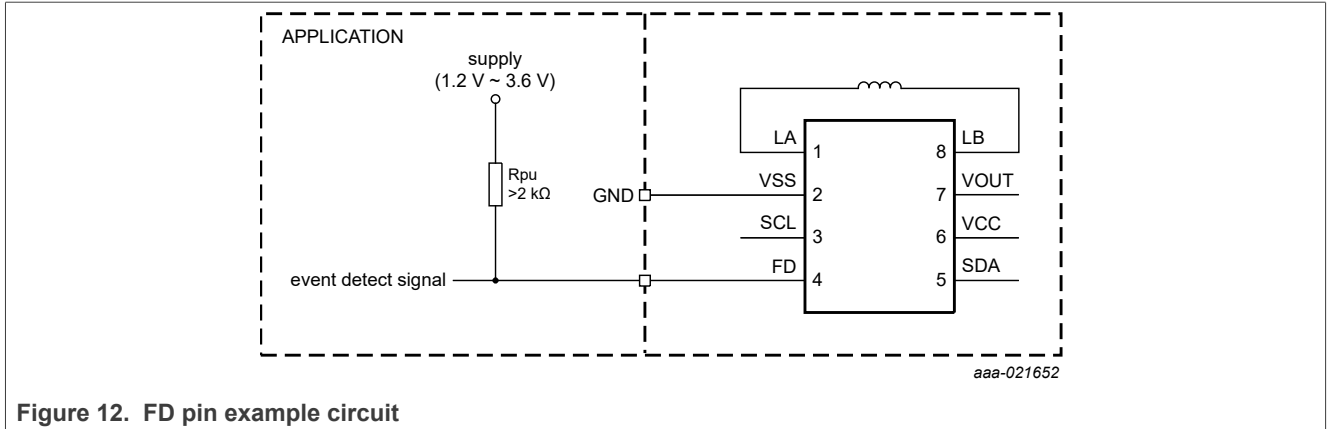 APPLICATION
supply
(1.2 V ~ 3.6 V)
Rpu
>2 kΩ
GND
event detect signal
LA
1
8
LB
VSS
2
7
VOUT
SCL
3
6
VCC
FD
4
5
SDA
aaa-021652
Figure 12. FD pin example circuit